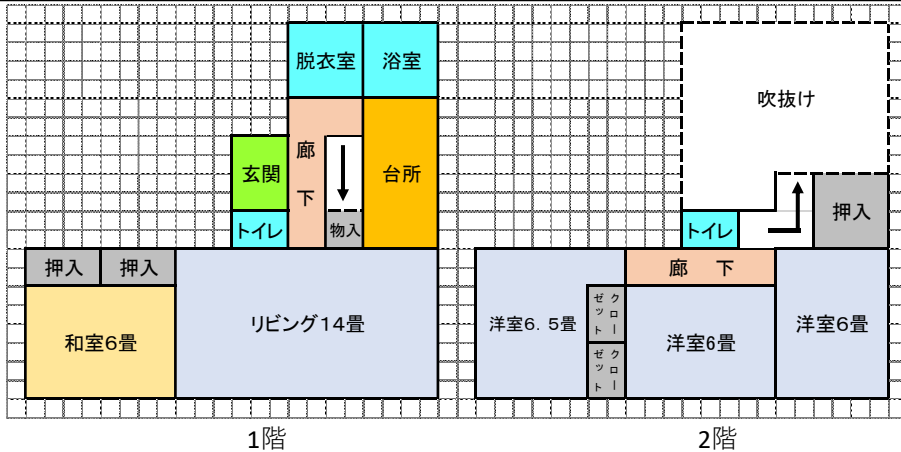 脱衣室
浴室
廊
下
台所
玄関
トイレ
物入
押入
押入
和室6畳
リビング14畳
1階
吹抜け
押入
トイレ
廊 下
洋室6．5畳
クローゼット
クローゼット
洋室6畳
洋室6畳
2階